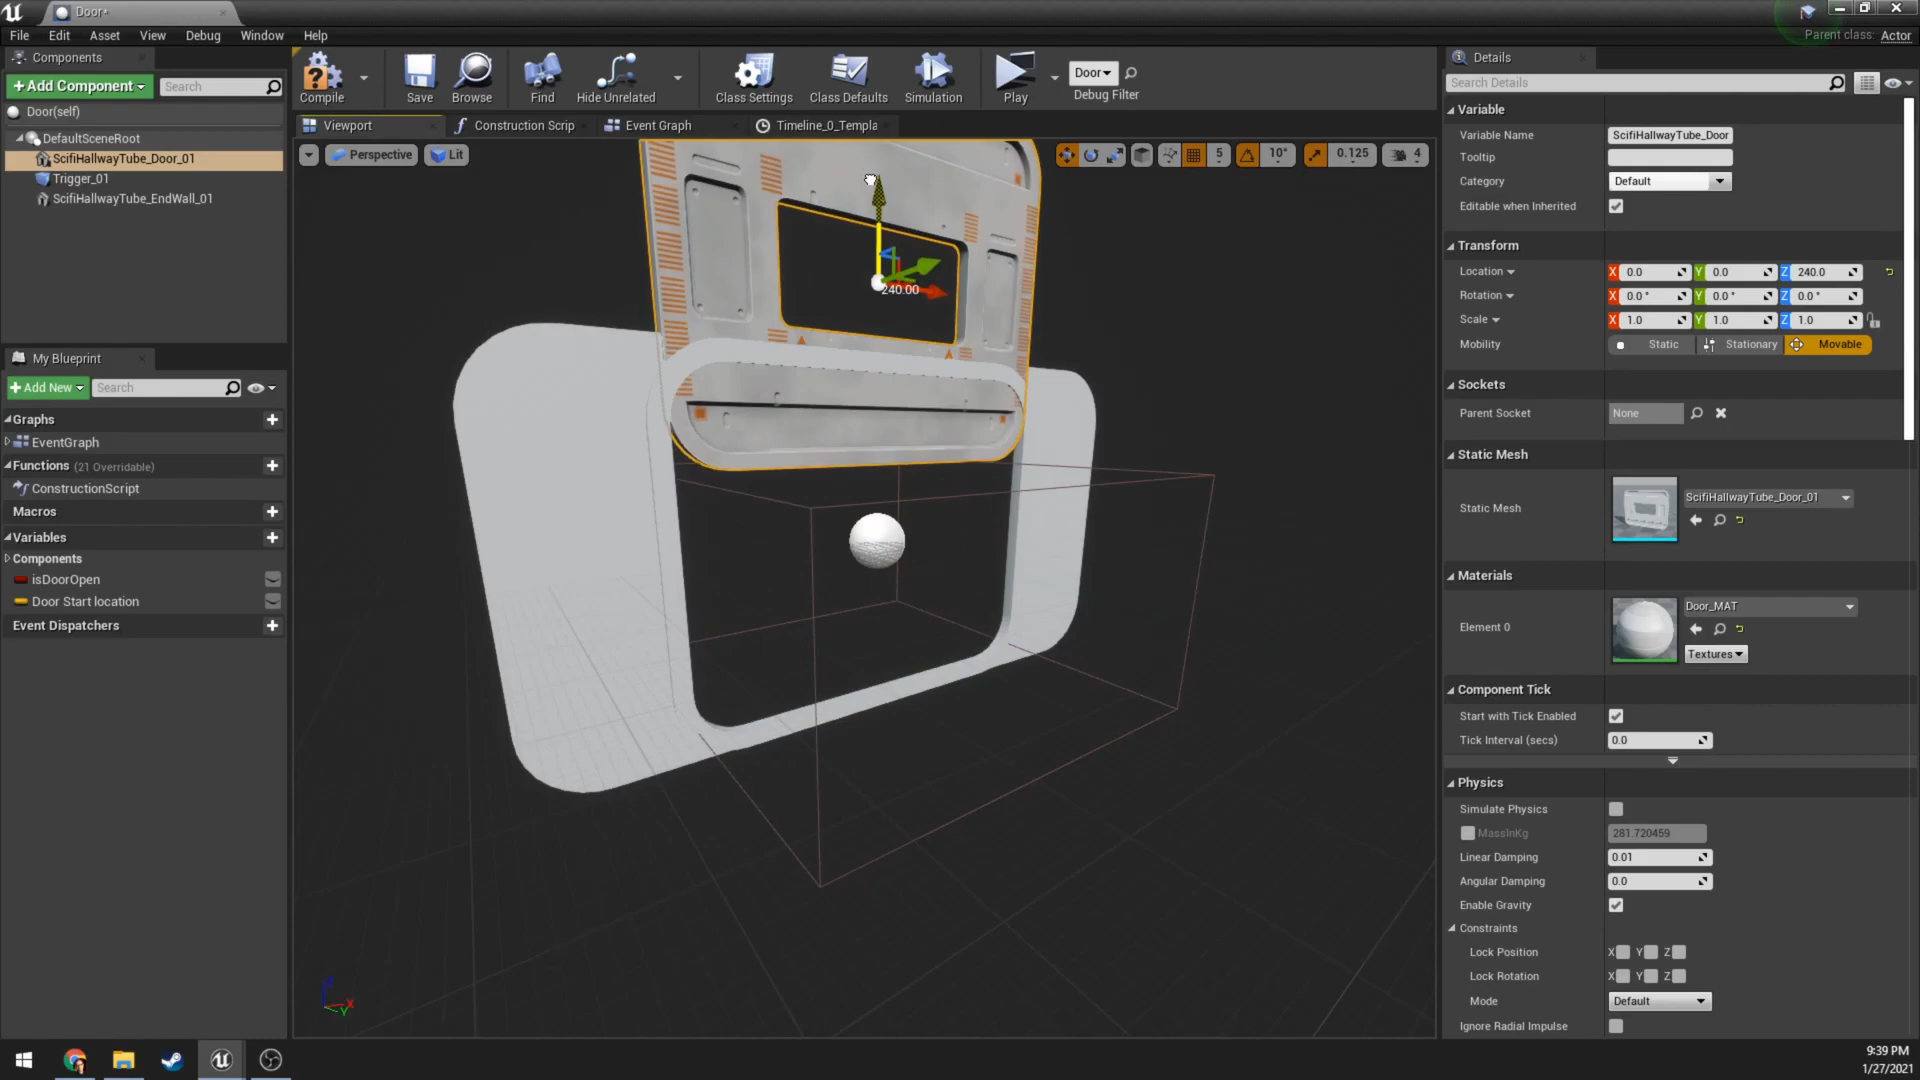 Door*
File Edit Asset View Debug Window Help
Parent class: Actor
Components
+Add Component
Search
Door(self)
DefaultSceneRoot
ScifiHallwayTube_Door_01
Trigger_01
ScifiHallwayTube_EndWall_01
My Blueprint
+Add New
Search
Graphs
EventGraph
Functions (21 Overridable)
ConstructionScript
Macros
Variables
Components
isDoorOpen
Door Start location
Event Dispatchers
Compile Save Browse Find Hide Unrelated Class Settings Class Defaults Simulation Play
Door
Debug Filter
Viewport Construction Scrip Event Graph Timeline_0_Templa
Perspective Lit
5 10° 0.125 4
240.00
Z X Y
Details
Search Details
Variable
Variable Name ScifiHallwayTube_Door
Tooltip
Category Default
Editable when Inherited
Transform
Location X 0.0 Y 0.0 Z 240.0
Rotation X 0.0 ° Y 0.0 ° Z 0.0 °
Scale X 1.0 Y 1.0 Z 1.0
Mobility Static Stationary Movable
Sockets
Parent Socket None
Static Mesh
Static Mesh ScifiHallwayTube_Door_01
Materials
Element 0 Door_MAT
Textures
Component Tick
Start with Tick Enabled
Tick Interval (secs) 0.0
Physics
Simulate Physics
MassInKg 281.720459
Linear Damping 0.01
Angular Damping 0.0
Enable Gravity
Constraints
Lock Position X Y Z
Lock Rotation X Y Z
Mode Default
Ignore Radial Impulse
9:39 PM
1/27/2021